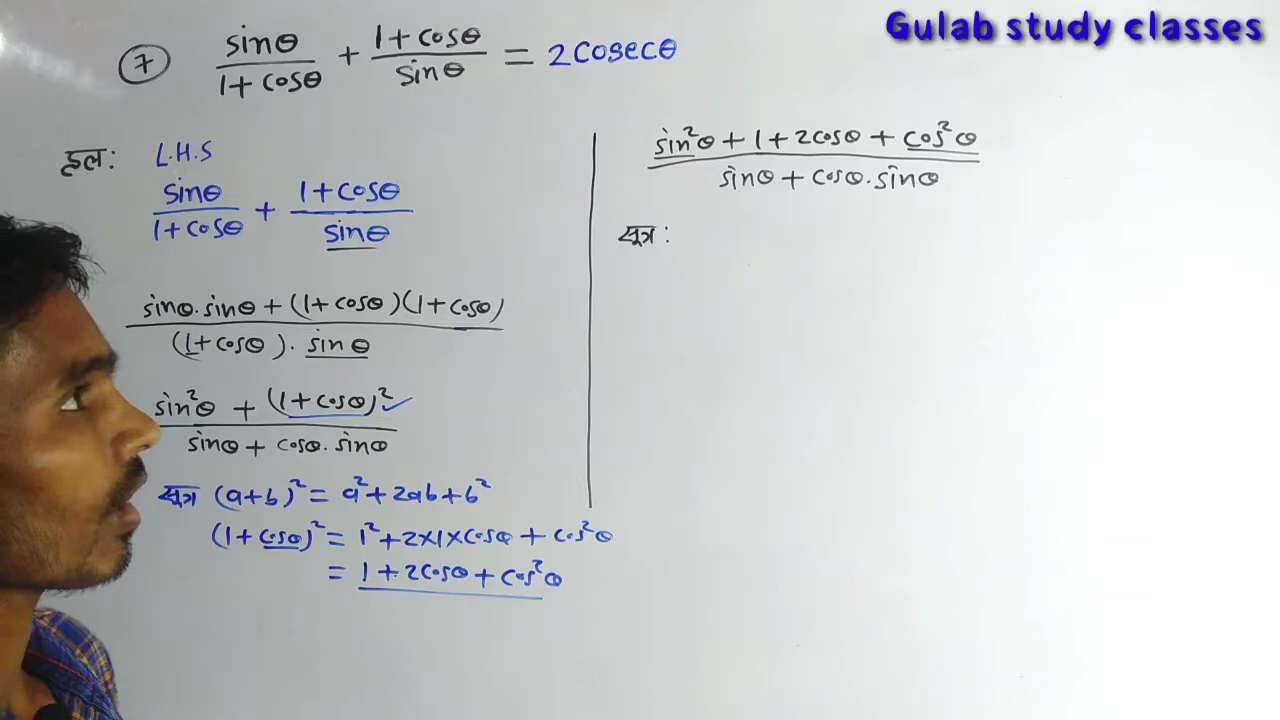 Gulab study classes
7 sinθ/1+cosθ + 1+cosθ/sinθ = 2cosecθ
हल: L.H.S
sinθ/1+cosθ + 1+cosθ/sinθ
sinθ.sinθ + (1+cosθ)(1+cosθ)
(1+cosθ). sinθ
sin²θ + (1+cosθ)²
sinθ + cosθ. sinθ
सूत्र (a+b)² = a²+2ab+b²
(1+cosθ)² = 1²+2×1×cosθ + cos²θ
= 1+2cosθ + cos²θ
sin²θ + 1 + 2cosθ + cos²θ
sinθ + cosθ.sinθ
सूत्र :